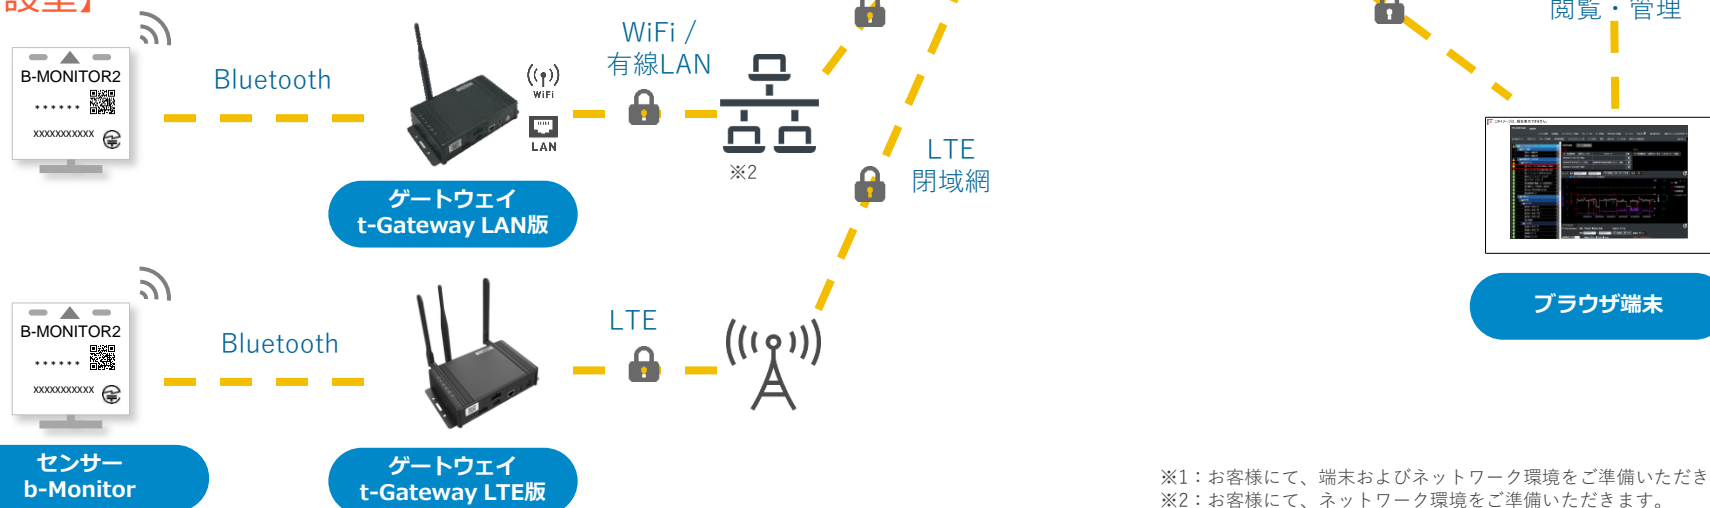 設室】
閲覧・管理
WiFi /
有線LAN
B-MONITOR2
Bluetooth
WiFi
xxxxxxxxxxx
LAN
LTE
閉域網
※2
ゲートウェイ
t-Gateway LAN版
ブラウザ端末
B-MONITOR2
LTE
Bluetooth
xxxxxxxxxxx
センサー
b-Monitor
ゲートウェイ
t-Gateway LTE版
※1：お客様にて、端末およびネットワーク環境をご準備いただき
※2：お客様にて、ネットワーク環境をご準備いただきます。